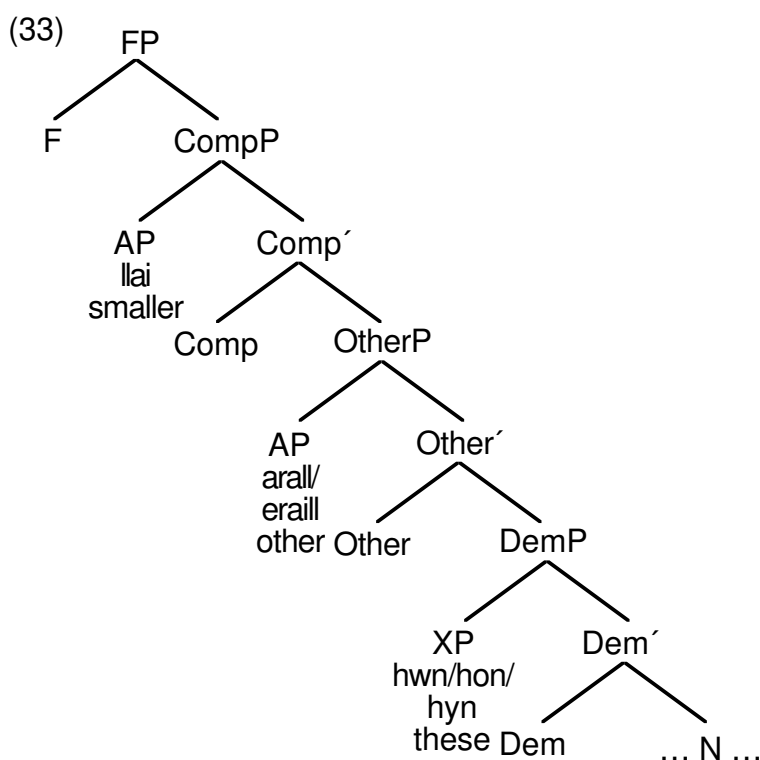 (33)
FP
F CompP
AP Comp´
llai
smaller
Comp OtherP
AP Other´
arall/
eraill
other Other DemP
XP Dem´
hwn/hon/
hyn
these Dem ... N ...